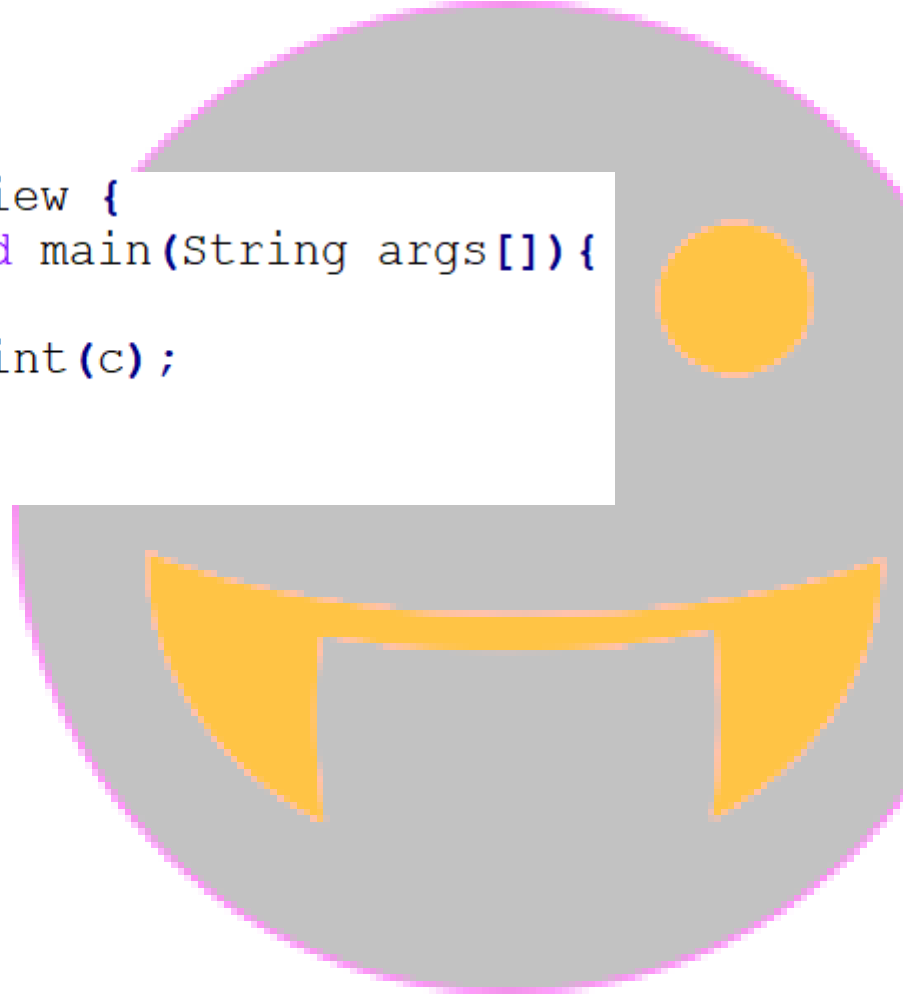 iew {
d main(String args[]){
int(c);